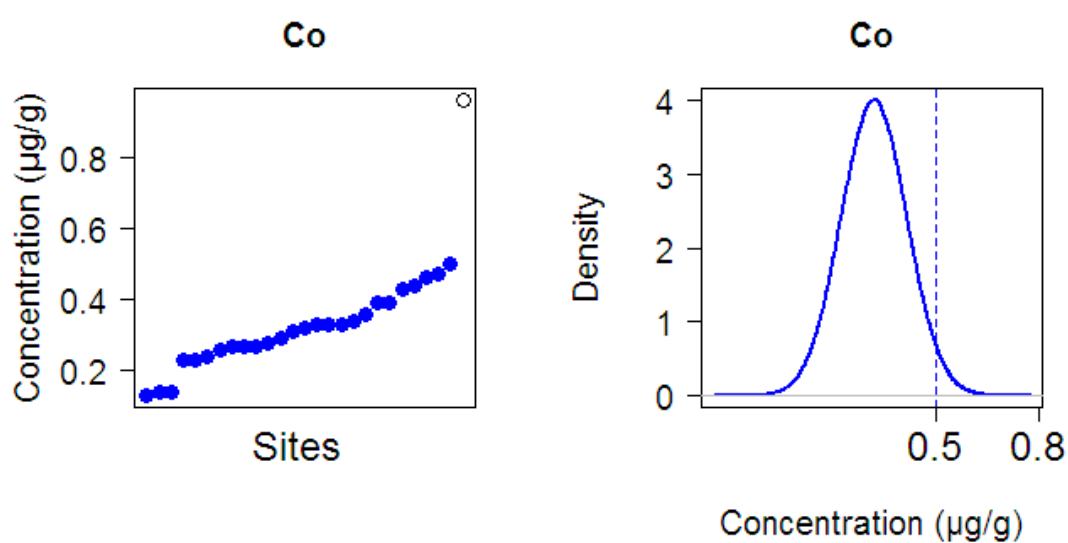 Co
Concentration (µg/g)
0.8
0.6
0.4
0.2
Sites
Co
Density
4
3
2
1
0
0.5 0.8
Concentration (µg/g)